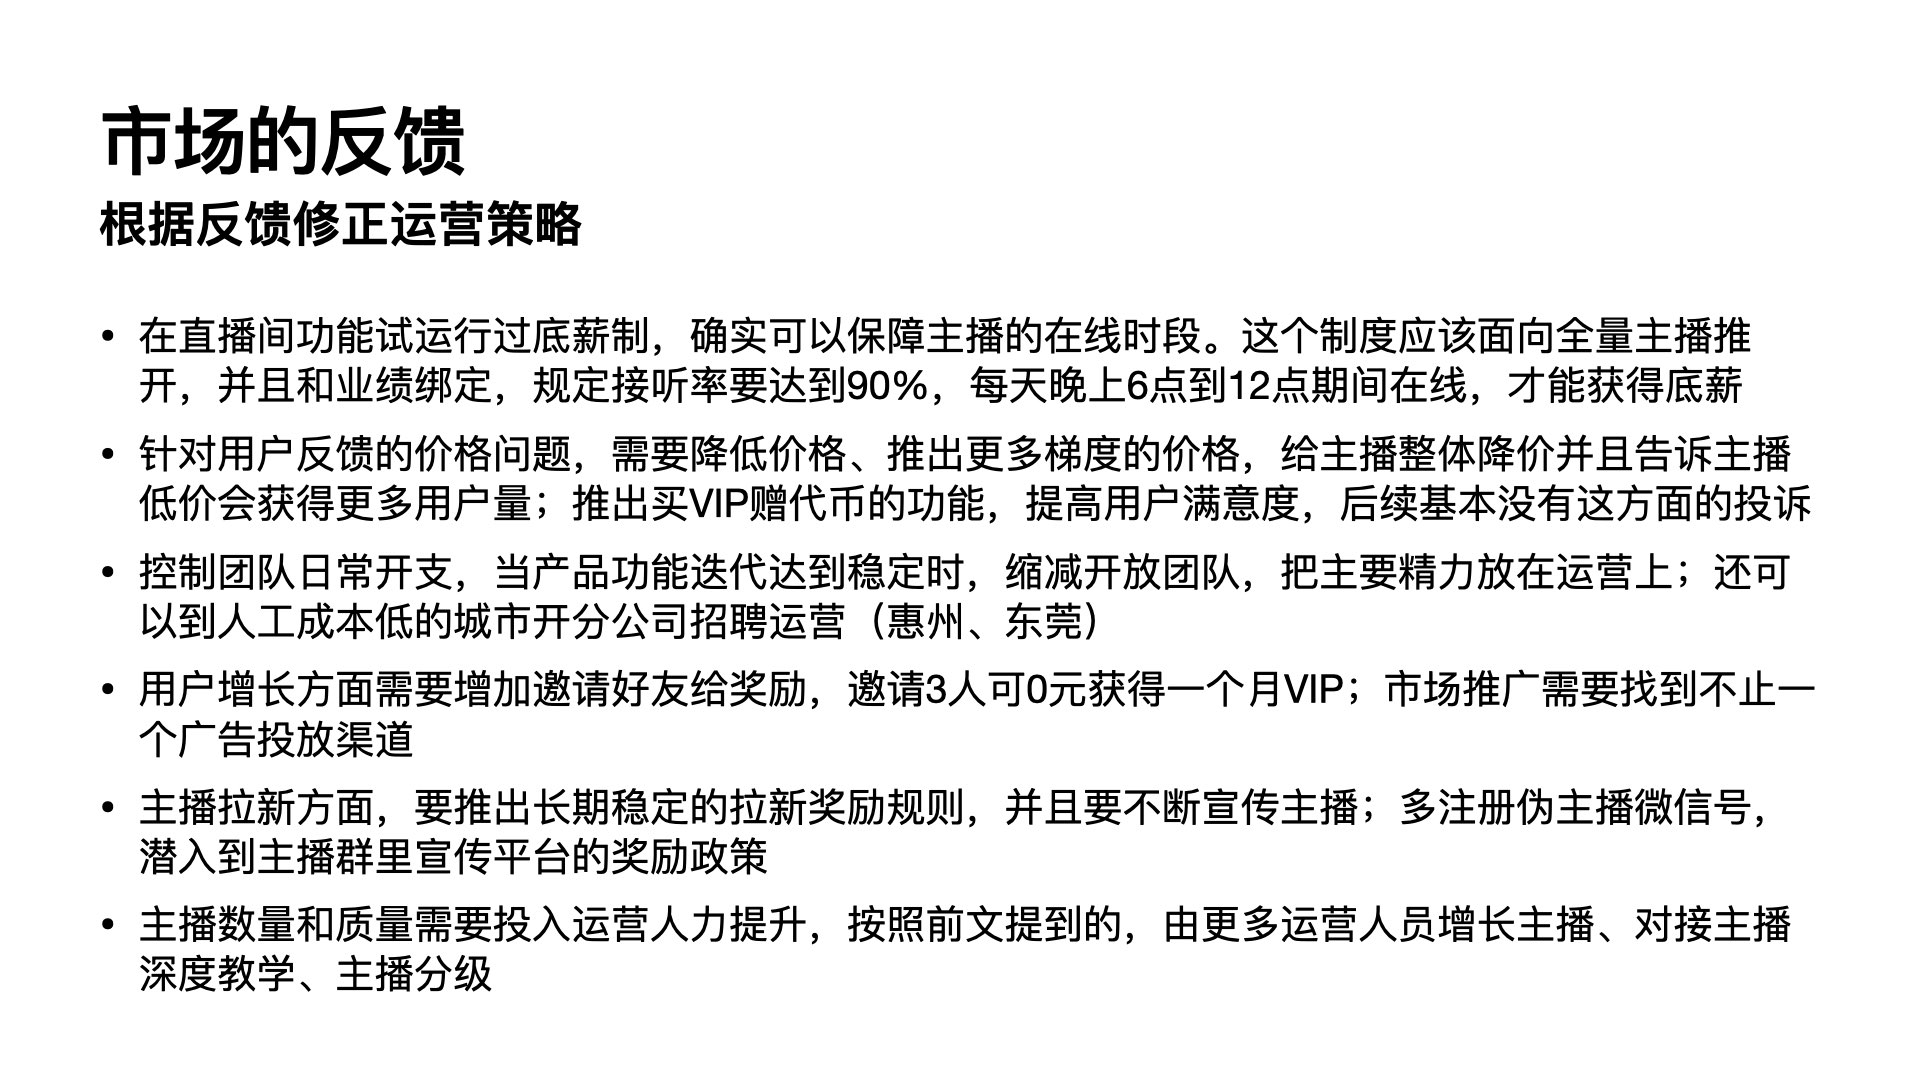 市场的反馈
根据反馈修正运营策略
• 在直播间功能试运行过底薪制，确实可以保障主播的在线时段。这个制度应该面向全量主播推
开，并且和业绩绑定，规定接听率要达到90%，每天晚上6点到12点期间在线，才能获得底薪
• 针对用户反馈的价格问题，需要降低价格、推出更多梯度的价格，给主播整体降价并且告诉主播
低价会获得更多用户量；推出买VIP赠代币的功能，提高用户满意度，后续基本没有这方面的投诉
• 控制团队日常开支，当产品功能迭代达到稳定时，缩减开放团队，把主要精力放在运营上；还可
以到人工成本低的城市开分公司招聘运营（惠州、东莞）
• 用户增长方面需要增加邀请好友给奖励，邀请3人可0元获得一个月VIP；市场推广需要找到不止一
个广告投放渠道
• 主播拉新方面，要推出长期稳定的拉新奖励规则，并且要不断宣传主播；多注册伪主播微信号，
潜入到主播群里宣传平台的奖励政策
• 主播数量和质量需要投入运营人力提升，按照前文提到的，由更多运营人员增长主播、对接主播
深度教学、主播分级